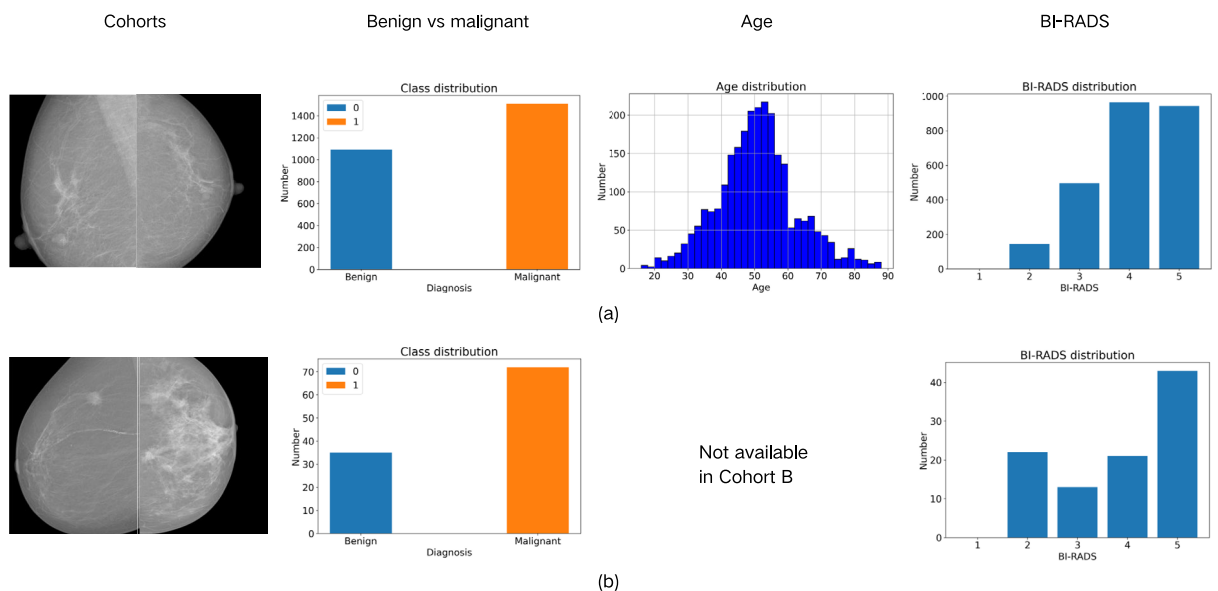 Cohorts
Benign vs malignant
Age
BI-RADS
Class distribution
0
1
1400
1200
1000
800
600
400
200
0
Number
Benign
Malignant
Diagnosis
Age distribution
200
150
100
50
0
Number
20 30 40 50 60 70 80 90
Age
BI-RADS distribution
1000
800
600
400
200
0
Number
1 2 3 4 5
BI-RADS
(a)
Class distribution
0
1
70
60
50
40
30
20
10
0
Number
Benign
Malignant
Diagnosis
Not available
in Cohort B
BI-RADS distribution
40
30
20
10
0
Number
1 2 3 4 5
BI-RADS
(b)